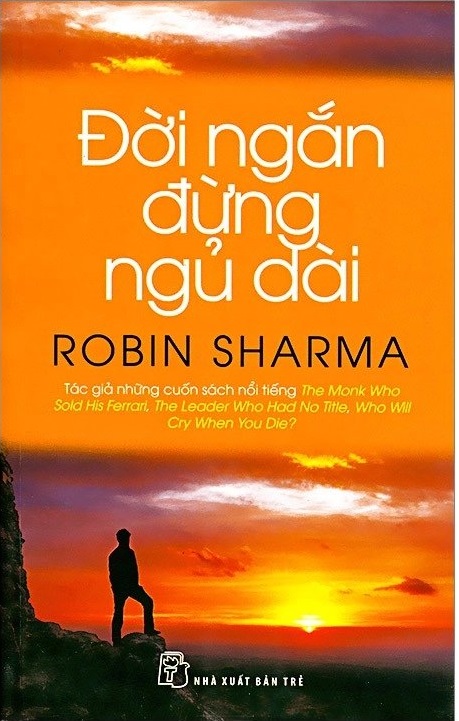 Đời ngắn
đừng
ngủ dài
ROBIN SHARMA
Tác giả những cuốn sách nổi tiếng The Monk Who
Sold His Ferrari, The Leader Who Had No Title, Who Will
Cry When You Die?
NHÀ XUẤT BẢN TRẺ